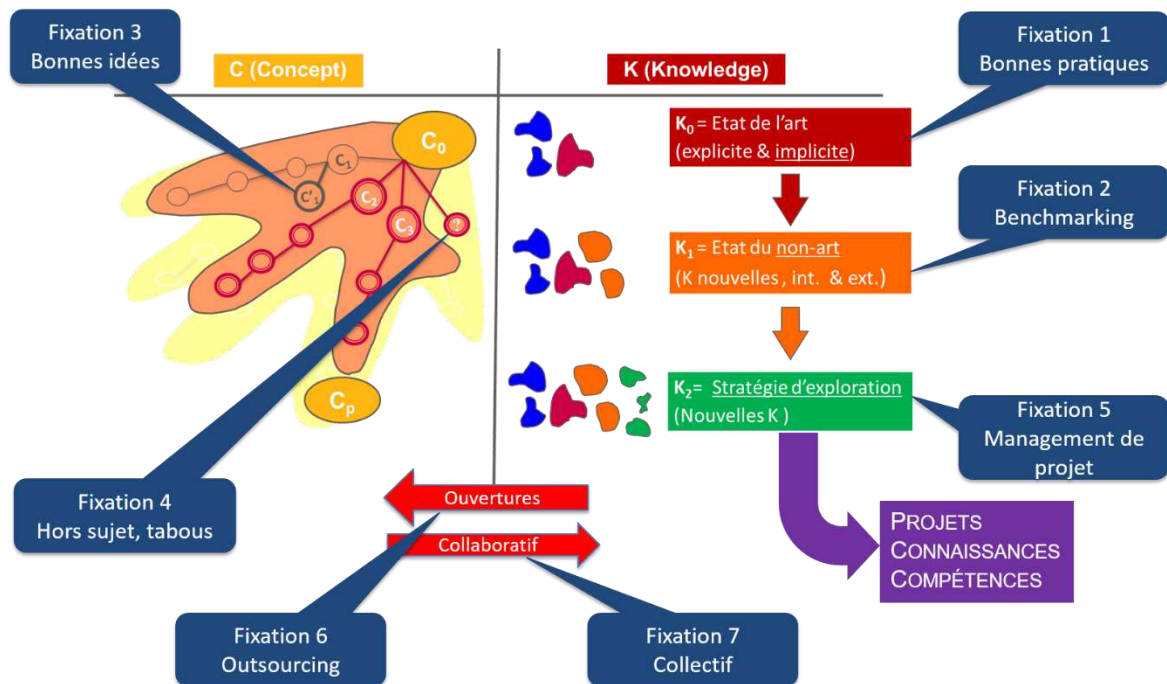 Fixation 3
Bonnes idées
Fixation 1
Bonnes pratiques
C (Concept)
K (Knowledge)
C0
K0 = Etat de l'art
(explicite & implicite)
C1
C'1
C2
C3
?
Fixation 2
Benchmarking
K1 = Etat du non-art
(K nouvelles , int. & ext.)
Cp
K2= Stratégie d'exploration
(Nouvelles K )
Fixation 5
Management de
projet
Fixation 4
Hors sujet, tabous
Ouvertures
Collaboratif
PROJETS
CONNAISSANCES
COMPÉTENCES
Fixation 6
Outsourcing
Fixation 7
Collectif